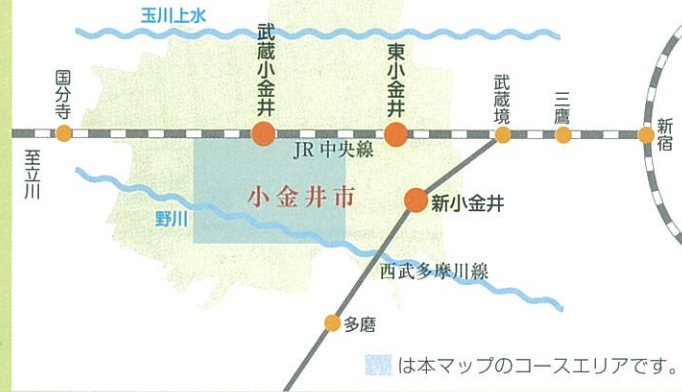 玉川上水
武蔵小金井
東小金井
国分寺
武蔵境
三鷹
新宿
JR中央線
至立川
小金井市
新小金井
野川
西武多摩川線
多磨
は本マップのコースエリアです。